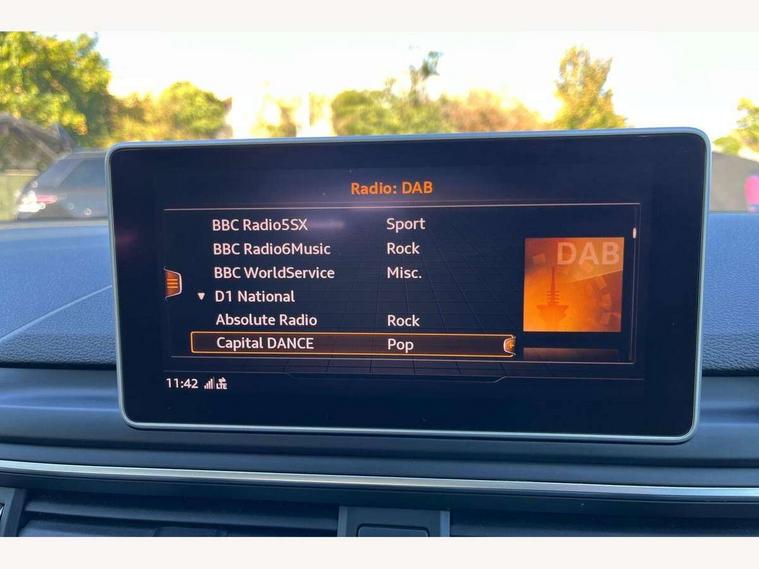 Radio: DAB
BBC Radio5SX Sport
BBC Radio6Music Rock
BBC WorldService Misc.
D1 National
Absolute Radio Rock
Capital DANCE Pop
DAB
11:42 LTE